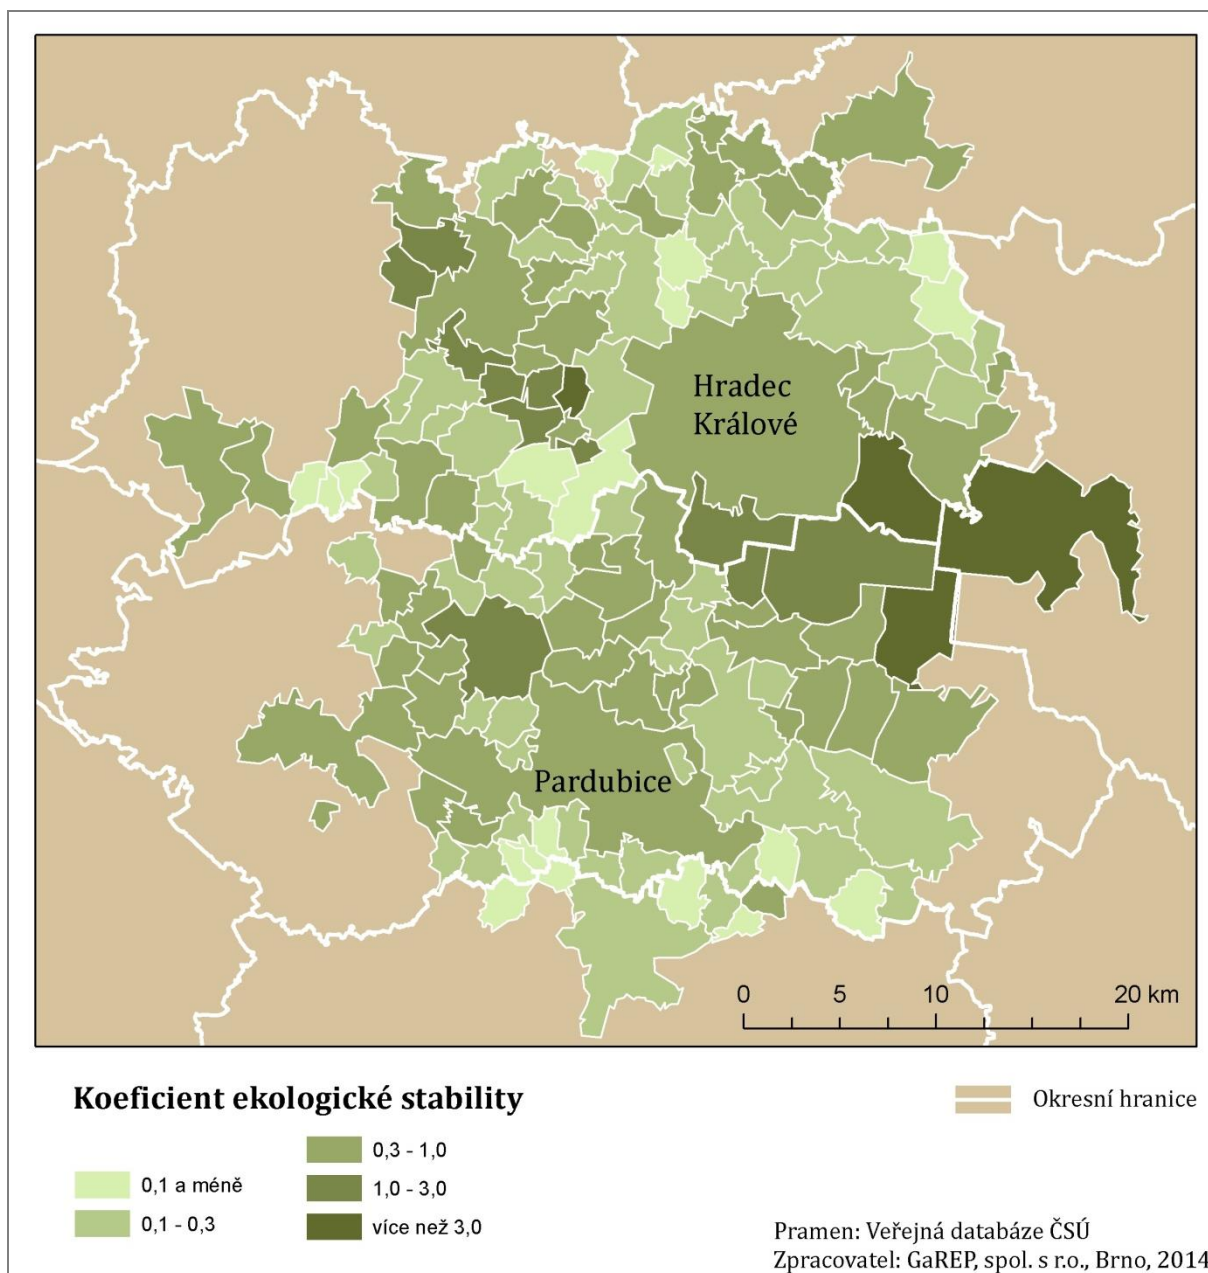 Hradec
Králové
Pardubice
0 5 10 20 km
Koeficient ekologické stability
Okresní hranice
0,3 - 1,0
0,1 a méně
1,0 - 3,0
0,1 - 0,3
více než 3,0
Pramen: Veřejná databáze ČSÚ
Zpracovatel: GaREP, spol. s r.o., Brno, 2014